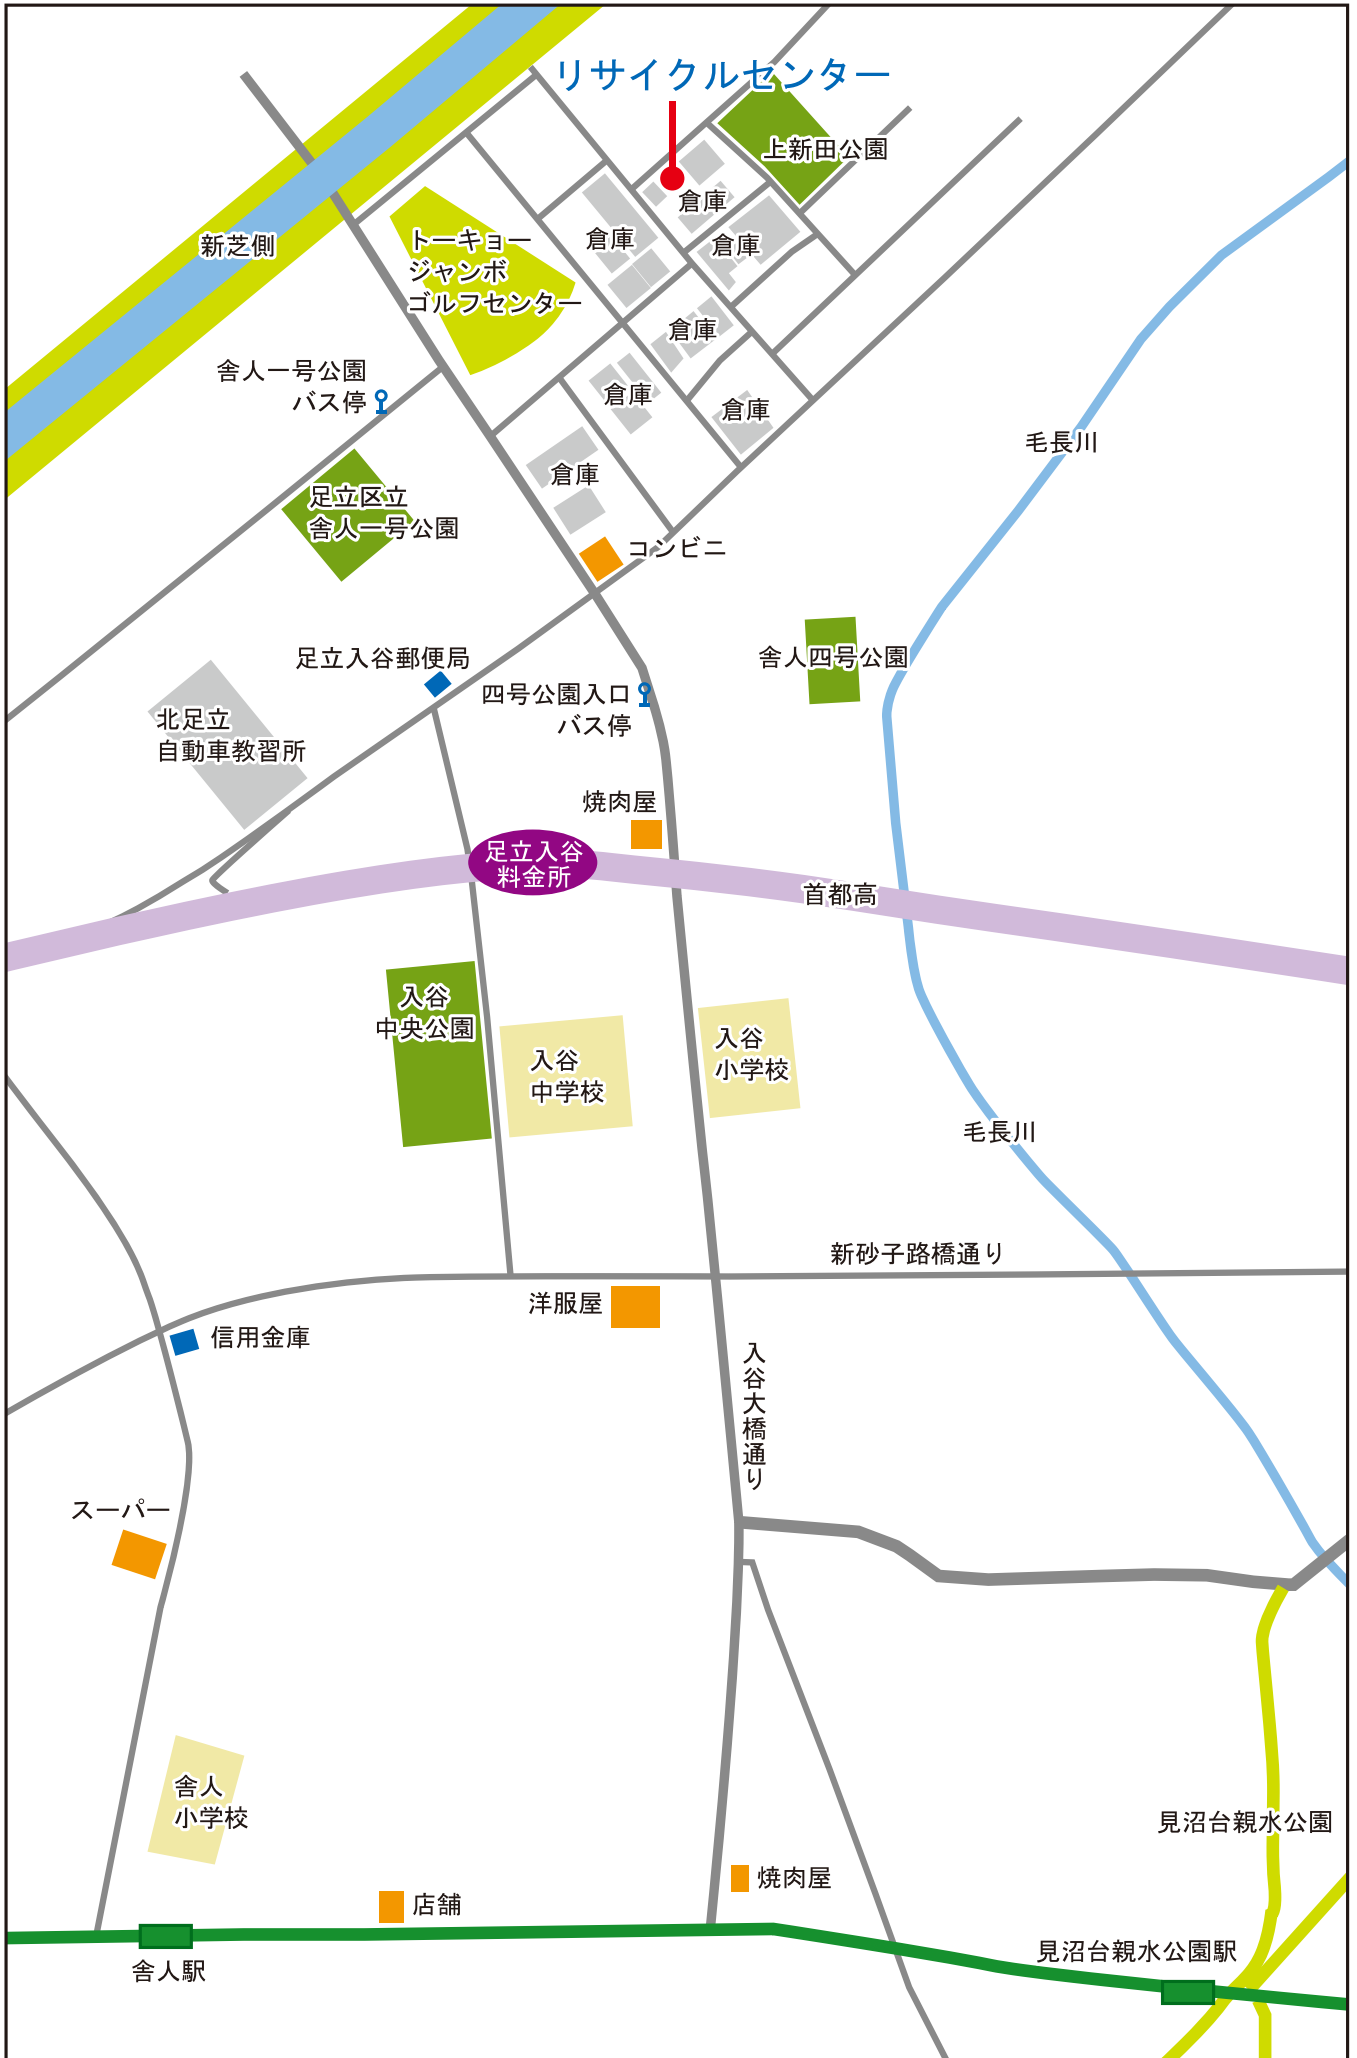 リサイクルセンター
上新田公園
倉庫
倉庫
倉庫
新芝側
トーキョー
ジャンボ
ゴルフセンター
倉庫
舎人一号公園
バス停
倉庫
倉庫
毛長川
倉庫
足立区立
舎人一号公園
コンビニ
足立入谷郵便局
舎人四号公園
四号公園入口
バス停
北足立
自動車教習所
焼肉屋
足立入谷
料金所
首都高
入谷
中央公園
入谷
中学校
入谷
小学校
毛長川
新砂子路橋通り
洋服屋
信用金庫
入谷大橋通り
スーパー
舎人
小学校
見沼台親水公園
焼肉屋
店舗
見沼台親水公園駅
舎人駅